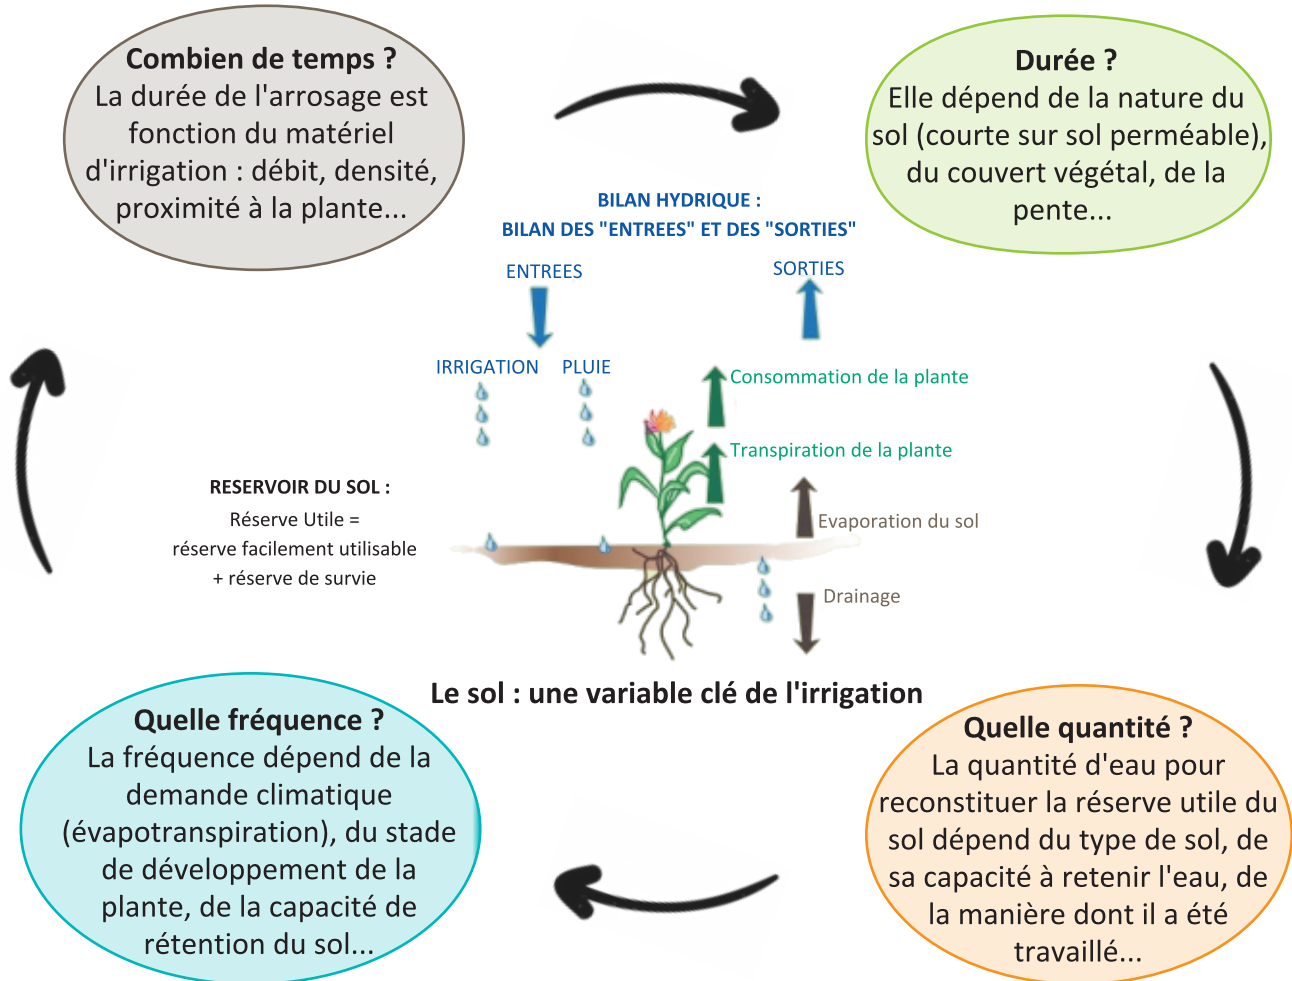 Combien de temps ?
La durée de l'arrosage est
fonction du matériel
d'irrigation : débit, densité,
proximité à la plante...
Durée ?
Elle dépend de la nature du
sol (courte sur sol perméable),
du couvert végétal, de la
pente...
BILAN HYDRIQUE :
BILAN DES "ENTREES" ET DES "SORTIES"
ENTREES
SORTIES
IRRIGATION
PLUIE
Consommation de la plante
Transpiration de la plante
Evaporation du sol
Drainage
RESERVOIR DU SOL :
Réserve Utile =
réserve facilement utilisable
+ réserve de survie
Le sol : une variable clé de l'irrigation
Quelle fréquence ?
La fréquence dépend de la
demande climatique
(évapotranspiration), du stade
de développement de la
plante, de la capacité de
rétention du sol...
Quelle quantité ?
La quantité d'eau pour
reconstituer la réserve utile du
sol dépend du type de sol, de
sa capacité à retenir l'eau, de
la manière dont il a été
travaillé...